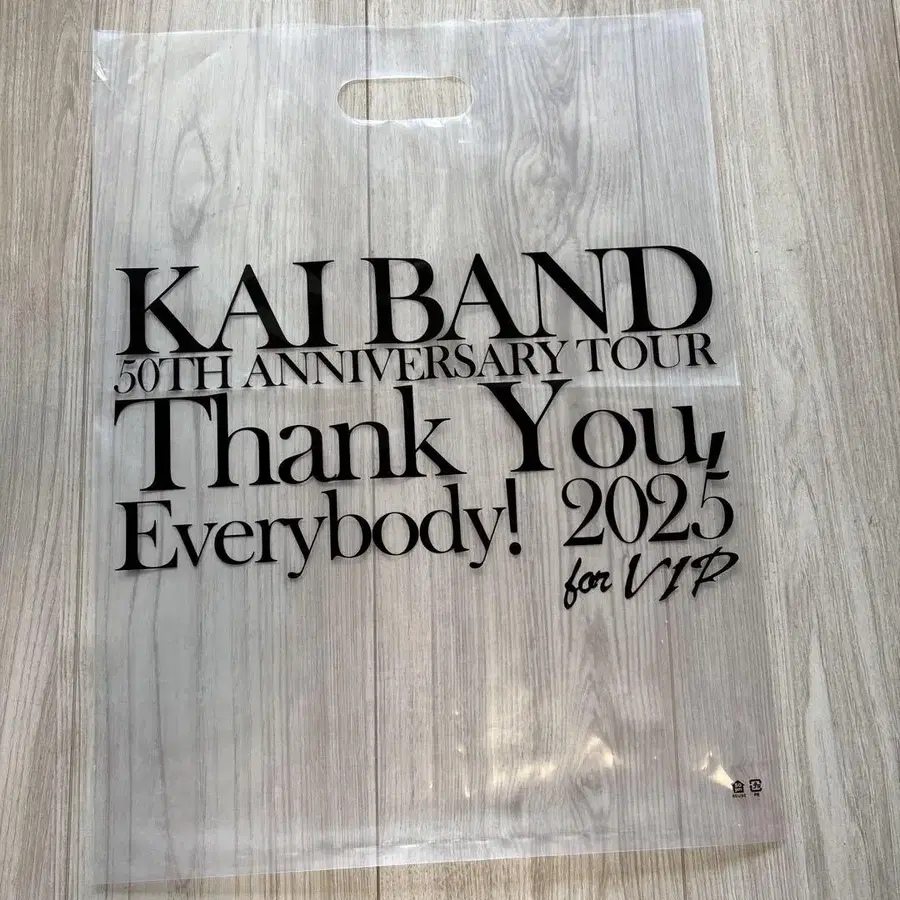 KAI BAND
50TH ANNIVERSARY TOUR
Thank You,
Everybody! 2025
for VIP